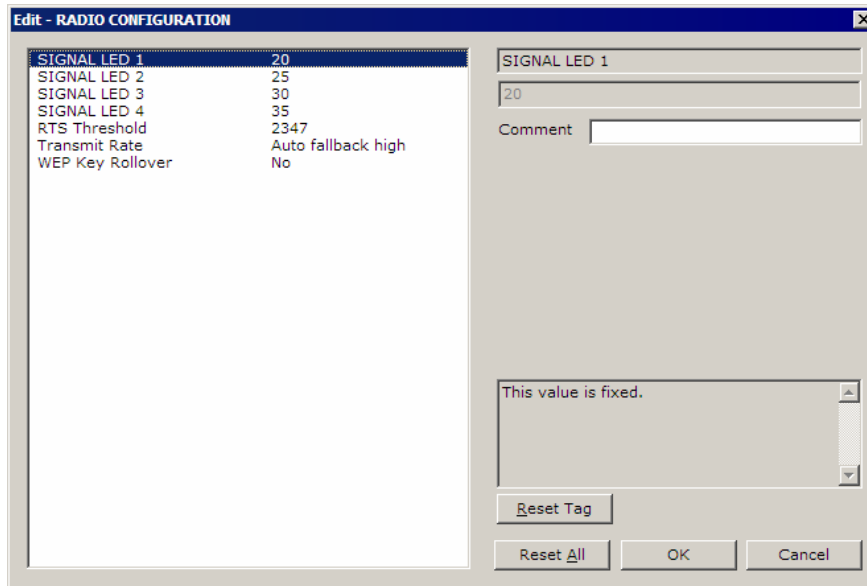 Edit - RADIO CONFIGURATION
SIGNAL LED 1 20
SIGNAL LED 2 25
SIGNAL LED 3 30
SIGNAL LED 4 35
RTS Threshold 2347
Transmit Rate Auto fallback high
WEP Key Rollover No
SIGNAL LED 1
20
Comment
This value is fixed.
Reset Tag
Reset All OK Cancel